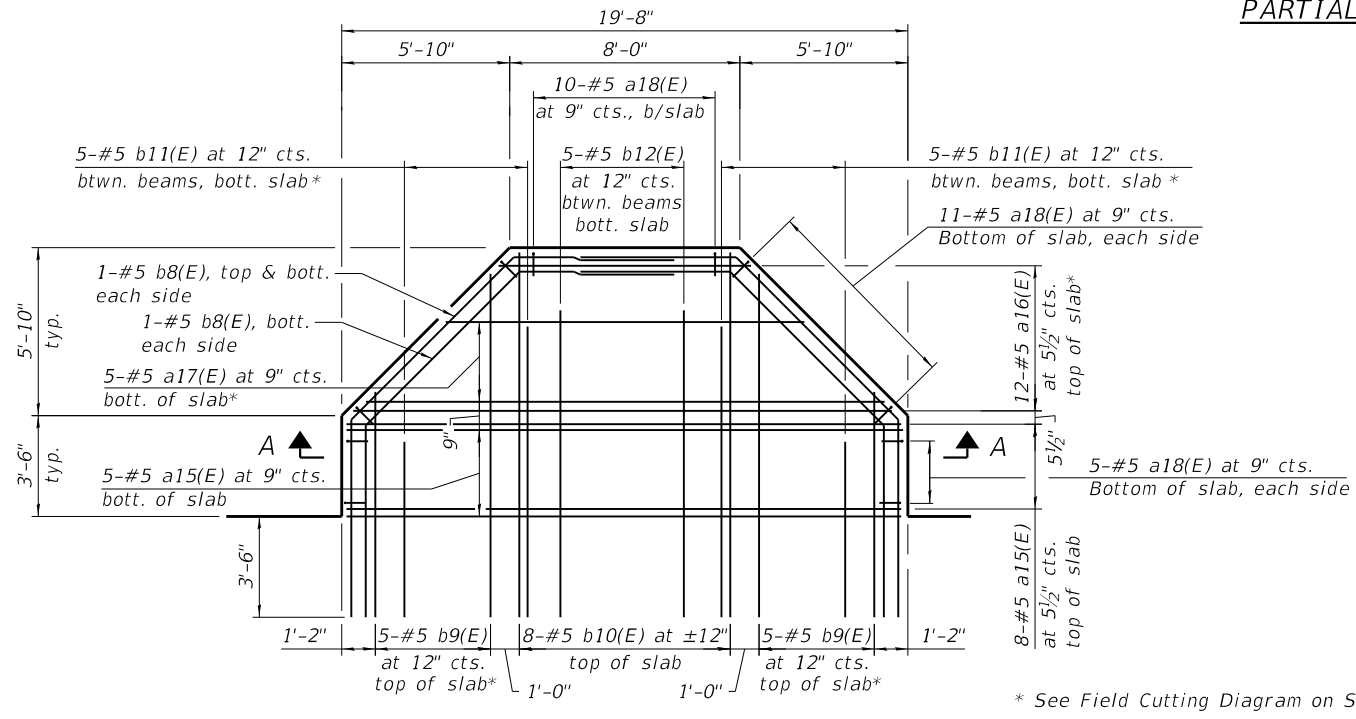 PARTIAL
19'-8"
5'-10"
8'-0"
5'-10"
10-#5 a18(E)
at 9" cts., b/slab
5-#5 b11(E) at 12" cts.
btwn. beams, bott. slab*
5-#5 b12(E)
at 12" cts.
btwn. beams
bott. slab
5-#5 b11(E) at 12" cts.
btwn. beams, bott. slab *
11-#5 a18(E) at 9" cts.
Bottom of slab, each side
1-#5 b8(E), top & bott.
each side
1-#5 b8(E), bott.
each side
5'-10"
typ.
12-#5 a16(E)
at 5½" cts.
top of slab*
5-#5 a17(E) at 9" cts.
bott. of slab*
9"
5½"
3'-6"
typ.
A
A
5-#5 a15(E) at 9" cts.
bott. of slab
5-#5 a18(E) at 9" cts.
Bottom of slab, each side
3'-6"
8-#5 a15(E)
at 5½" cts.
top of slab
1'-2"
5-#5 b9(E)
at 12" cts.
top of slab*
1'-0"
8-#5 b10(E) at ±12"
top of slab
1'-0"
5-#5 b9(E)
at 12" cts.
top of slab*
1'-2"
* See Field Cutting Diagram on S